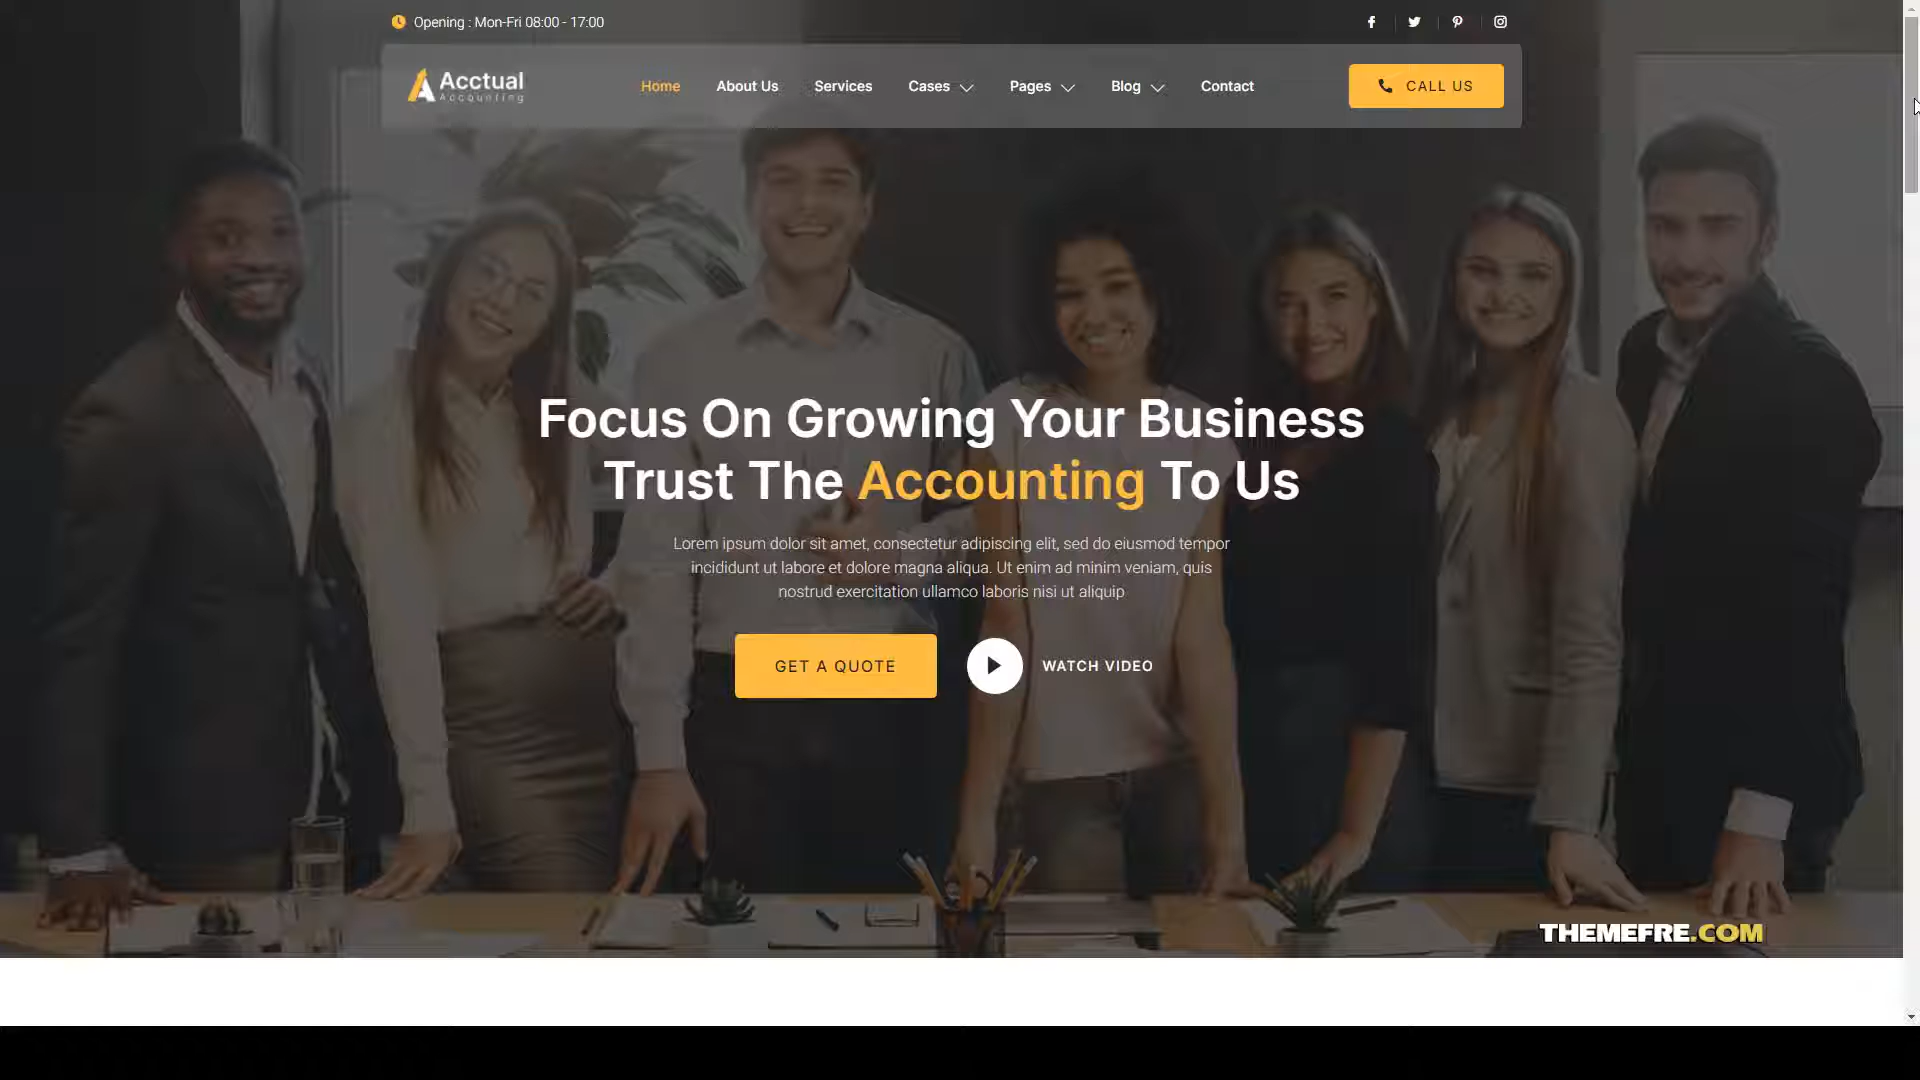 Opening : Mon-Fri 08:00 - 17:00
Acctual
Accounting
Home
About Us
Services
Cases
Pages
Blog
Contact
CALL US
Focus On Growing Your Business
Trust The Accounting To Us
Lorem ipsum dolor sit amet, consectetur adipiscing elit, sed do eiusmod tempor
incididunt ut labore et dolore magna aliqua. Ut enim ad minim veniam, quis
nostrud exercitation ullamco laboris nisi ut aliquip
GET A QUOTE
WATCH VIDEO
THEMEFRE.COM